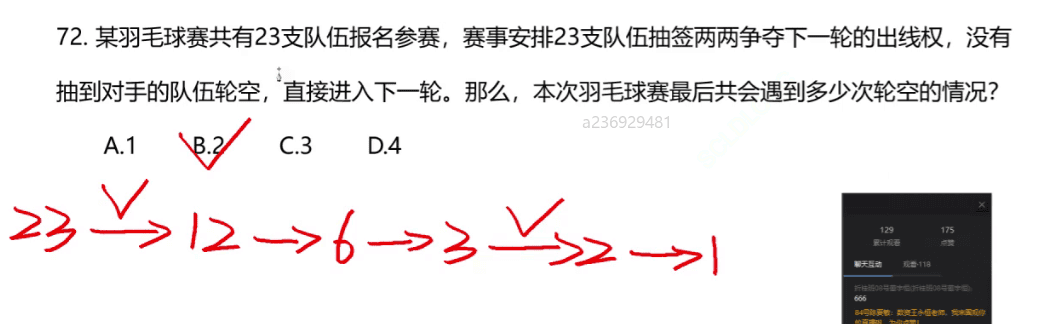 72. 某羽毛球赛共有23支队伍报名参赛，赛事安排23支队伍抽签两两争夺下一轮的出线权，没有
抽到对手的队伍轮空，直接进入下一轮。那么，本次羽毛球赛最后共会遇到多少次轮空的情况？
a236929481
A.1 B.2 C.3 D.4
23 → 12 → 6 → 3 → 2 → 1
129 175
累计观看 点赞
聊天互动 观看·118
666